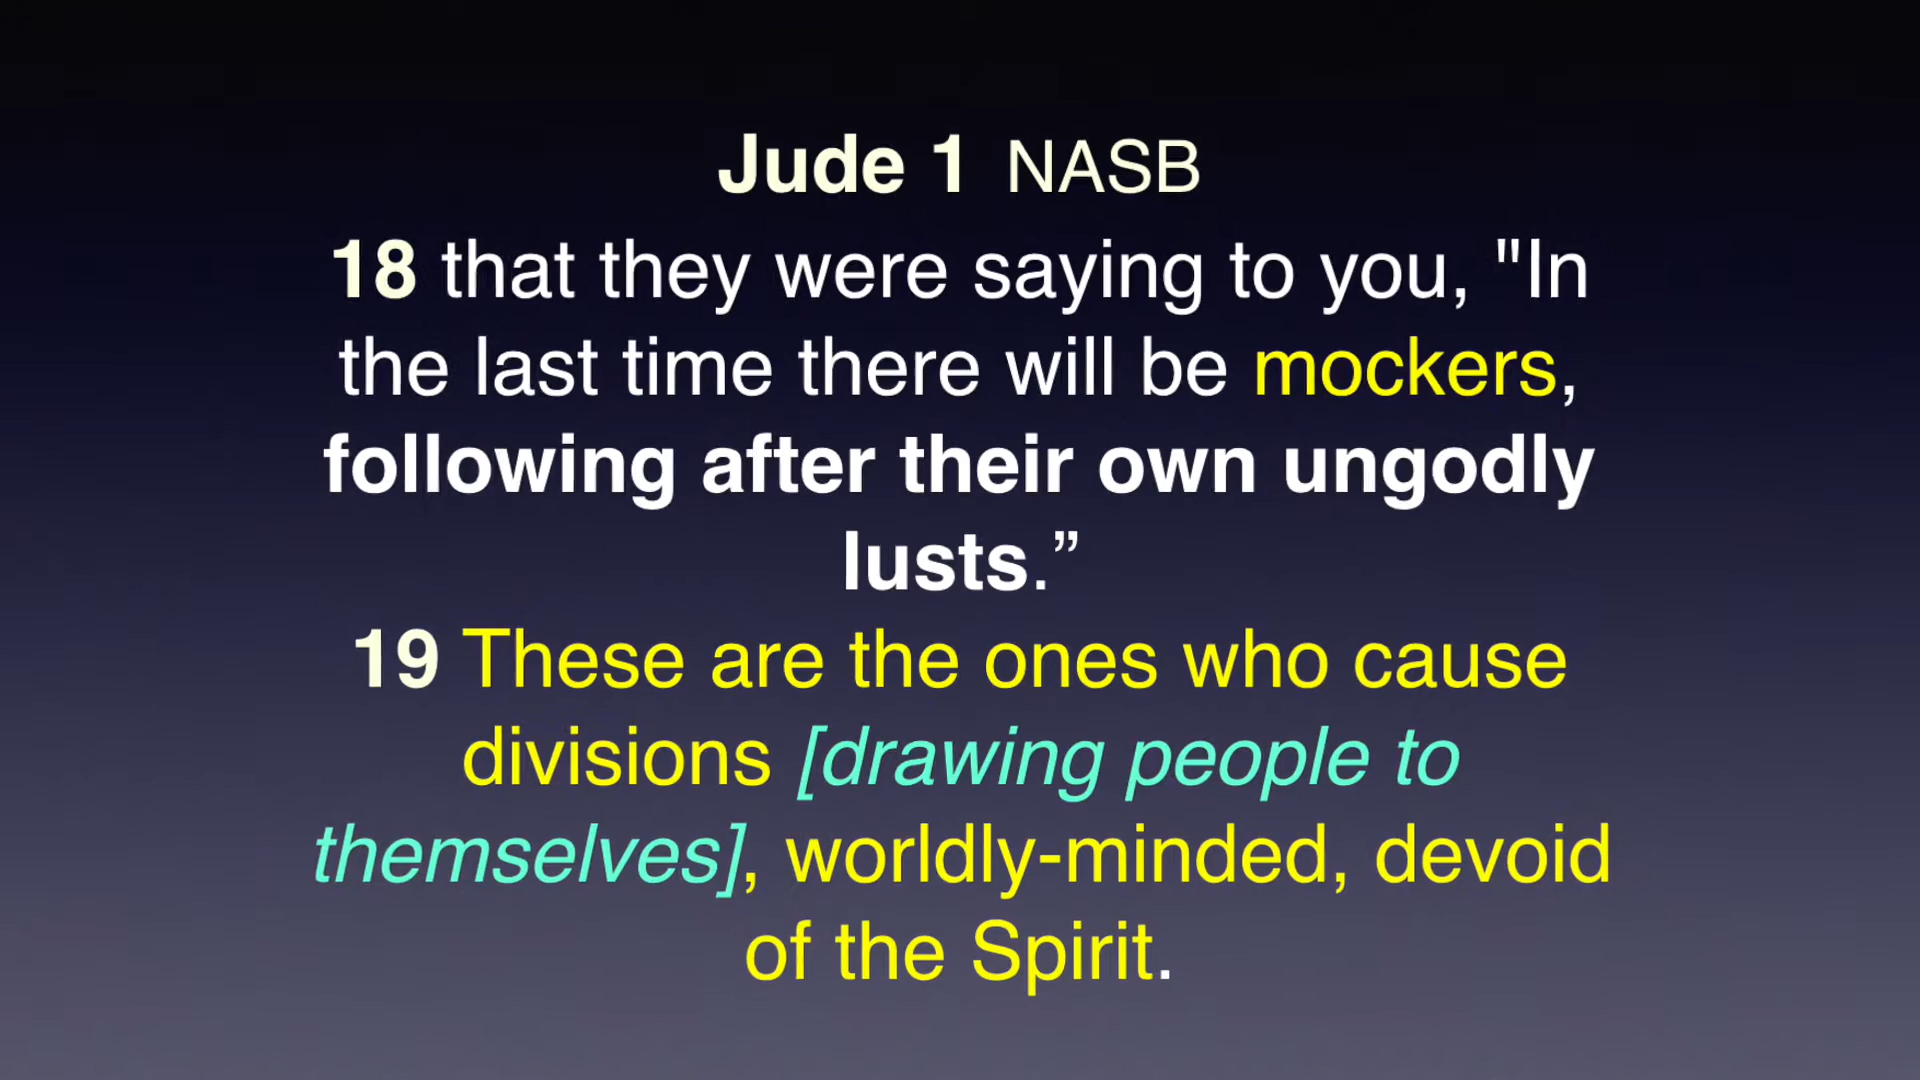 Jude 1 NASB
18 that they were saying to you, "In
the last time there will be mockers,
following after their own ungodly
lusts.”
19 These are the ones who cause
divisions [drawing people to
themselves], worldly-minded, devoid
of the Spirit.